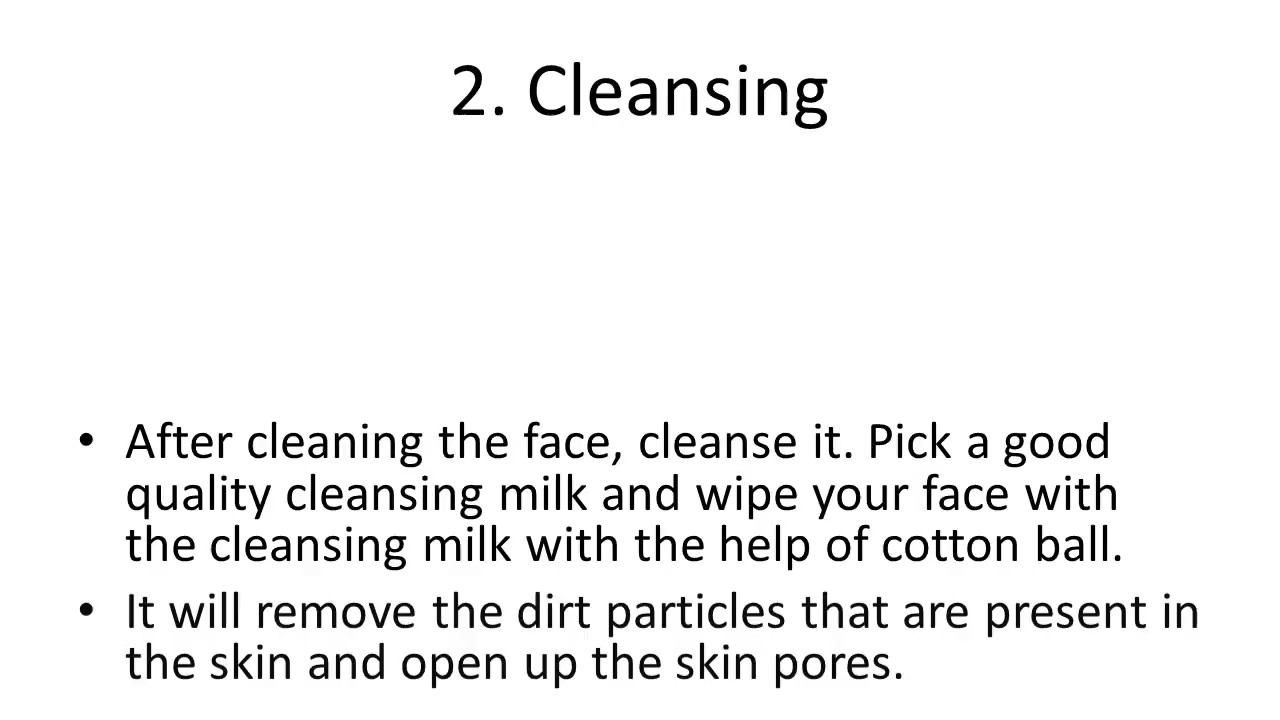 2. Cleansing
• After cleaning the face, cleanse it. Pick a good
quality cleansing milk and wipe your face with
the cleansing milk with the help of cotton ball.
• It will remove the dirt particles that are present in
the skin and open up the skin pores.